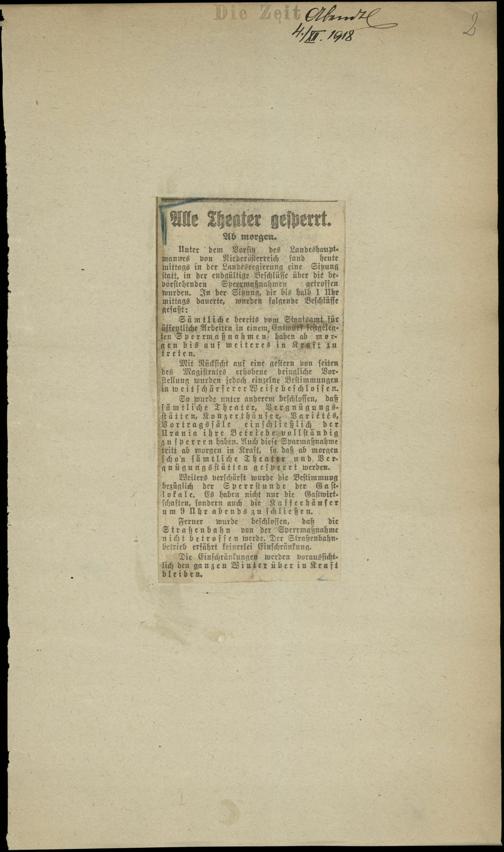 Die Zeit Abendbl
4./XII. 1918
2
Alle Theater gesperrt.
Ab morgen.
Unter dem Vorsitz des Landeshaupt-
mannes von Niederösterreich fand heute
mittags in der Landesregierung eine Sitzung
statt, in der endgültige Beschlüsse über die be-
vorstehenden Sperrmaßnahmen getroffen
wurden. In der Sitzung, die bis halb 1 Uhr
mittags dauerte, wurden folgende Beschlüsse
gefaßt:
Sämtliche bereits vom Staatsamt für
öffentliche Arbeiten in einem Entwurf festgeleg-
ten Sperrmaßnahmen haben ab mor-
gen bis auf weiteres in Kraft zu
treten.
Mit Rücksicht auf eine gestern von seiten
des Magistrates erhobene dringliche Vor-
stellung wurden jedoch einzelne Bestimmungen
in weit schärferer Weise beschlossen.
So wurde unter anderem beschlossen, daß
sämtliche Theater, Vergnügungs-
stätten, Konzerthäuser, Varietés,
Vortragssäle einschließlich der
Urania ihre Betriebe vollständig
zu sperren haben. Auch diese Sparmaßnahme
tritt ab morgen in Kraft, so daß ab morgen
schon sämtliche Theater und Ver-
gnügungsstätten gesperrt werden.
Weiters verschärft wurde die Bestimmung
bezüglich der Sperrstunde der Gast-
lokale. Es haben nicht nur die Gastwirt-
schaften, sondern auch die Kaffeehäuser
um 9 Uhr abends zu schließen.
Ferner wurde beschlossen, daß die
Straßenbahn von der Sperrmaßnahme
nicht betroffen werde. Der Straßenbahn-
betrieb erfährt keinerlei Einschränkung.
Die Einschränkungen werden voraussicht-
lich den ganzen Winter über in Kraft
bleiben.